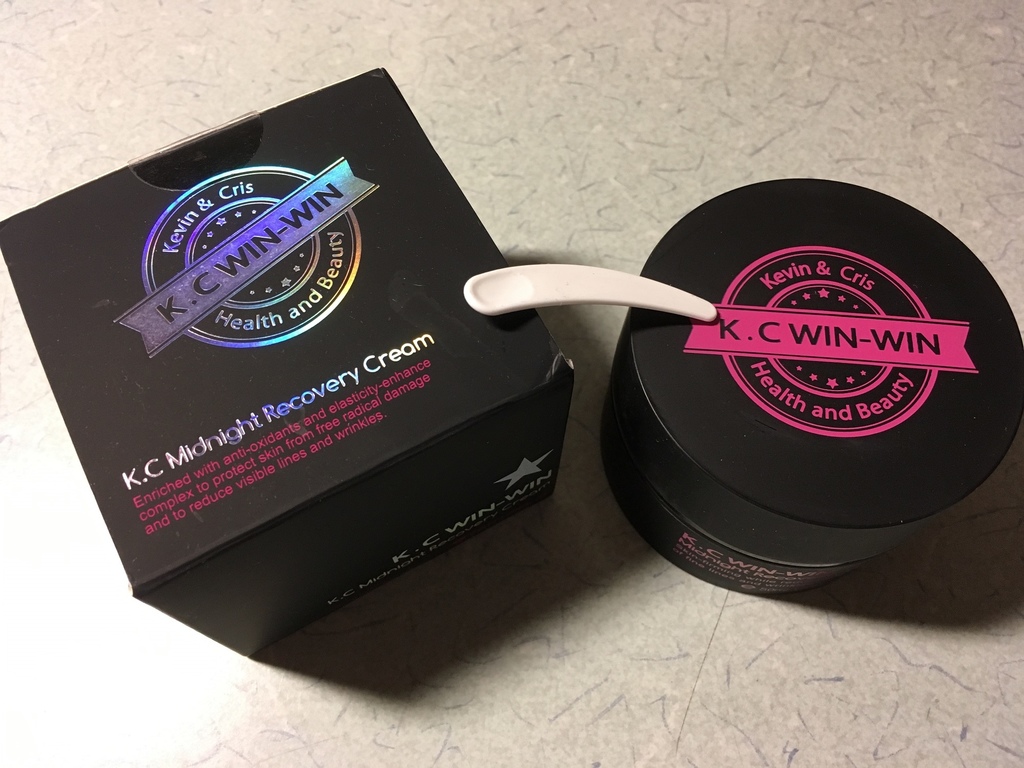 Kevin & Cris
K.C WIN-WIN
Health and Beauty
K.C Midnight Recovery Cream
Enriched with anti-oxidants and elasticity-enhance
complex to protect skin from free radical damage
and to reduce visible lines and wrinkles.
K.C WIN-WIN
K.C Midnight Recovery Cream
Kevin & Cris
K.C WIN-WIN
Health and Beauty
K.C WIN-W
Midnight Reco